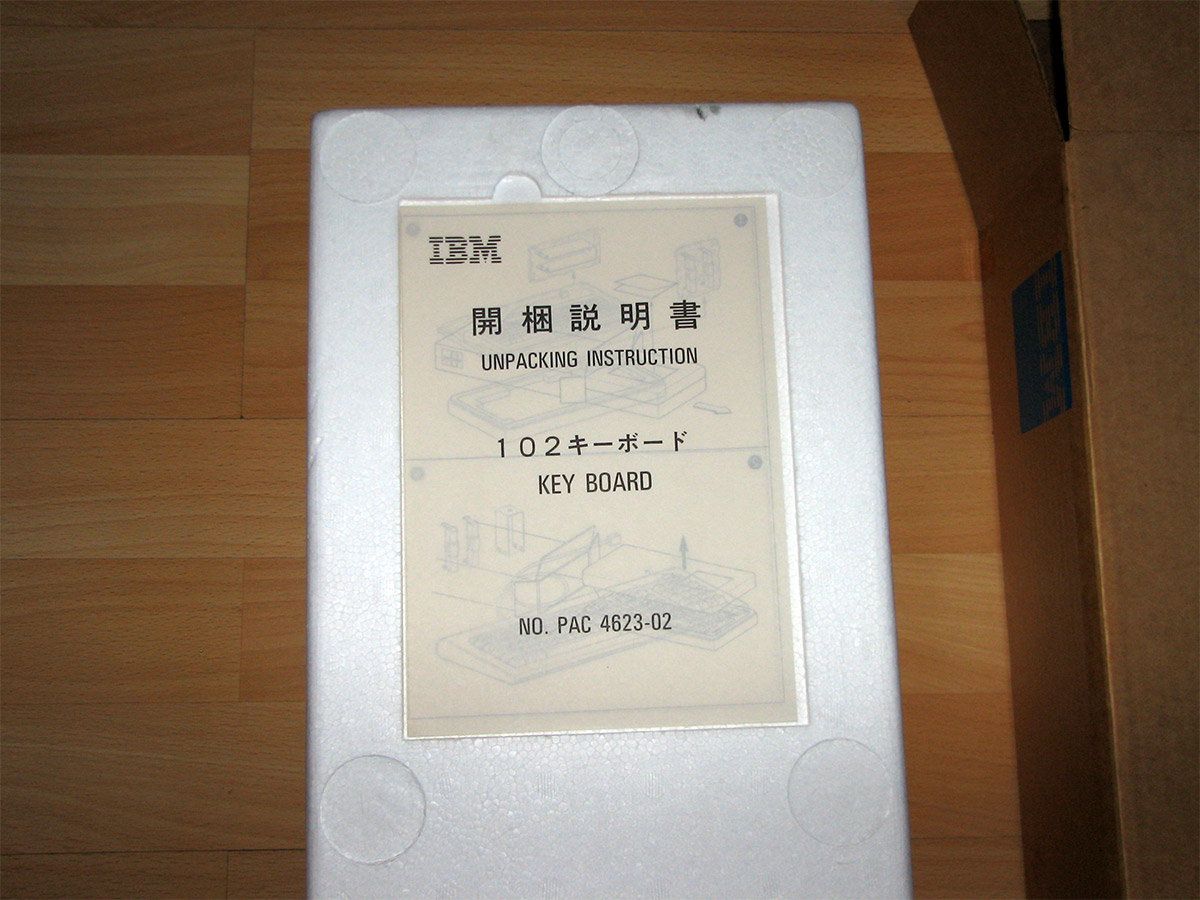 IBM
開梱説明書
UNPACKING INSTRUCTION
102キーボード
KEY BOARD
NO. PAC 4623-02
IBM